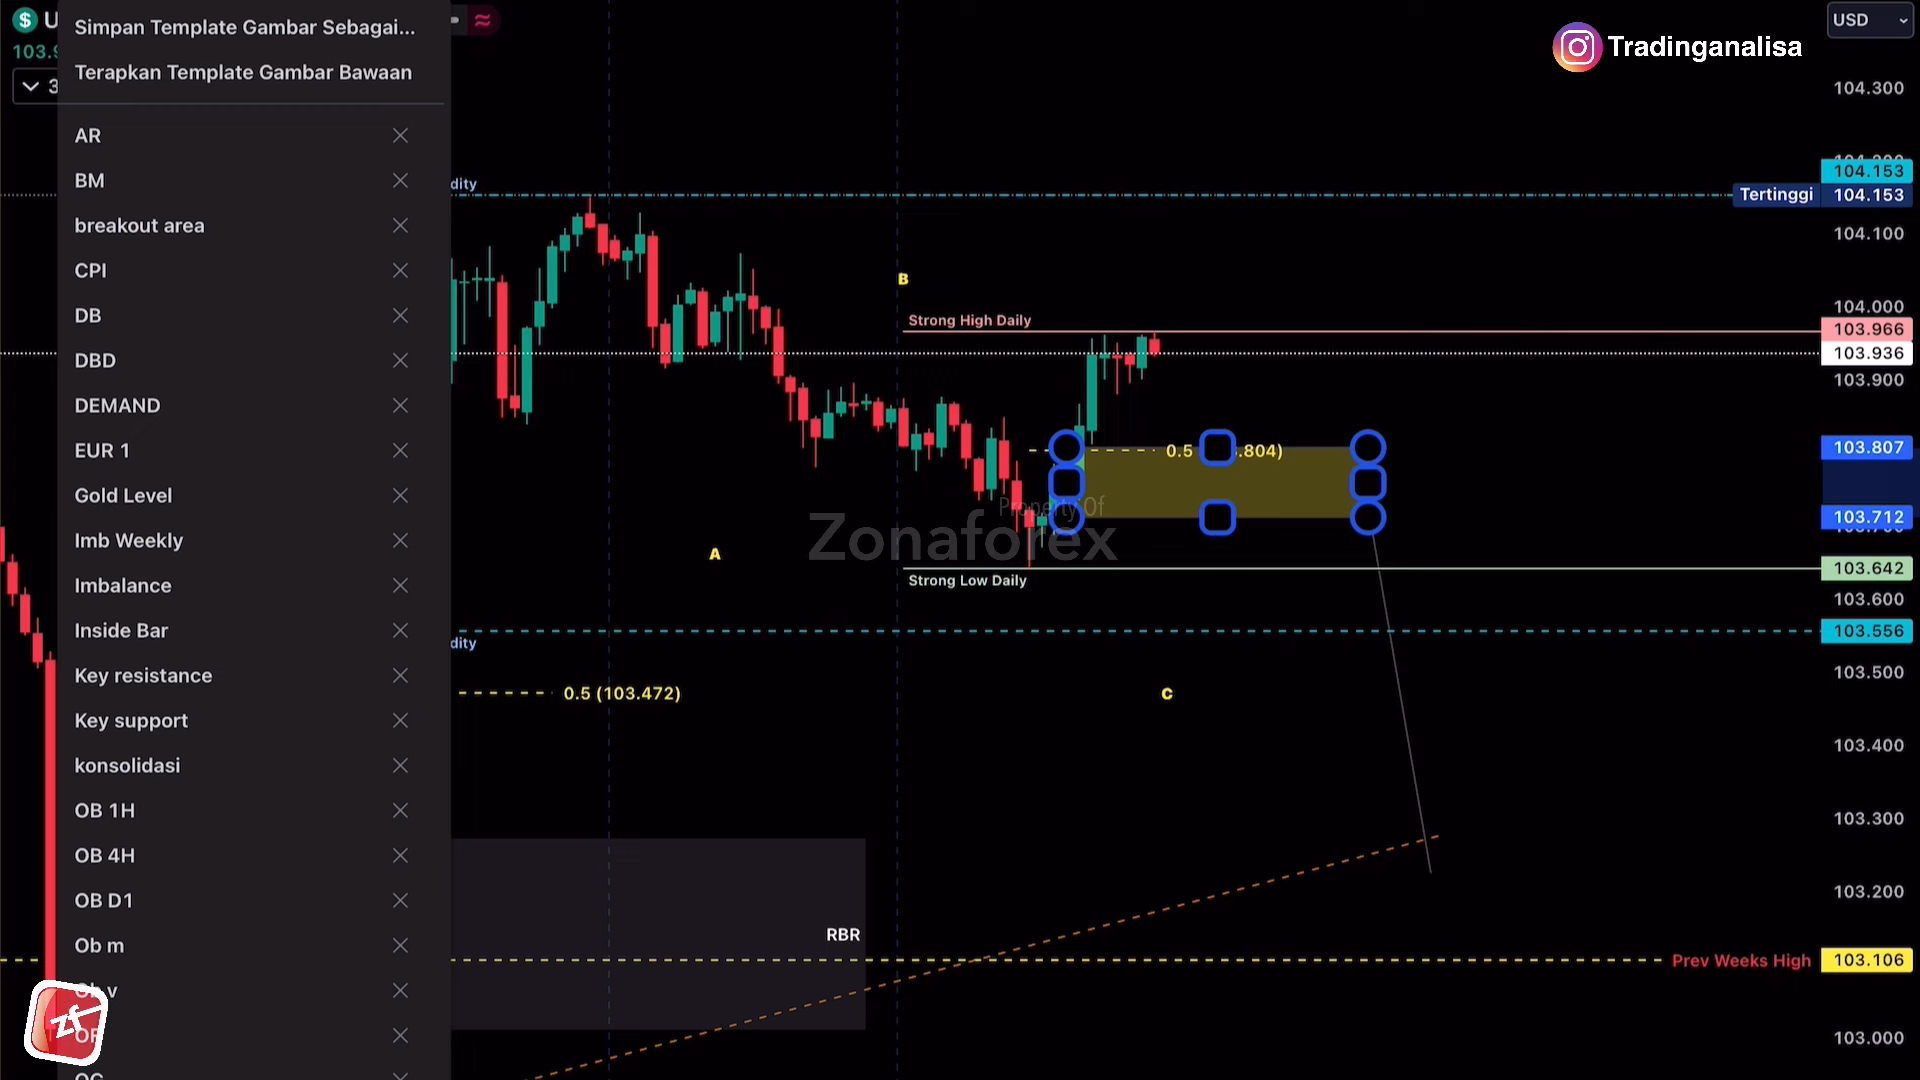 $ U
Simpan Template Gambar Sebagai...
Terapkan Template Gambar Bawaan
AR
BM
breakout area
CPI
DB
DBD
DEMAND
EUR 1
Gold Level
Imb Weekly
Imbalance
Inside Bar
Key resistance
Key support
konsolidasi
OB 1H
OB 4H
OB D1
Ob m
zf
dity
dity
B
Strong High Daily
0.5
.804)
Property Of
Zonaforex
A
Strong Low Daily
0.5 (103.472)
C
RBR
Prev Weeks High
Tradinganalisa
USD
104.300
104.153
Tertinggi 104.153
104.100
104.000
103.966
103.936
103.900
103.807
103.712
103.642
103.600
103.556
103.500
103.400
103.300
103.200
103.106
103.000